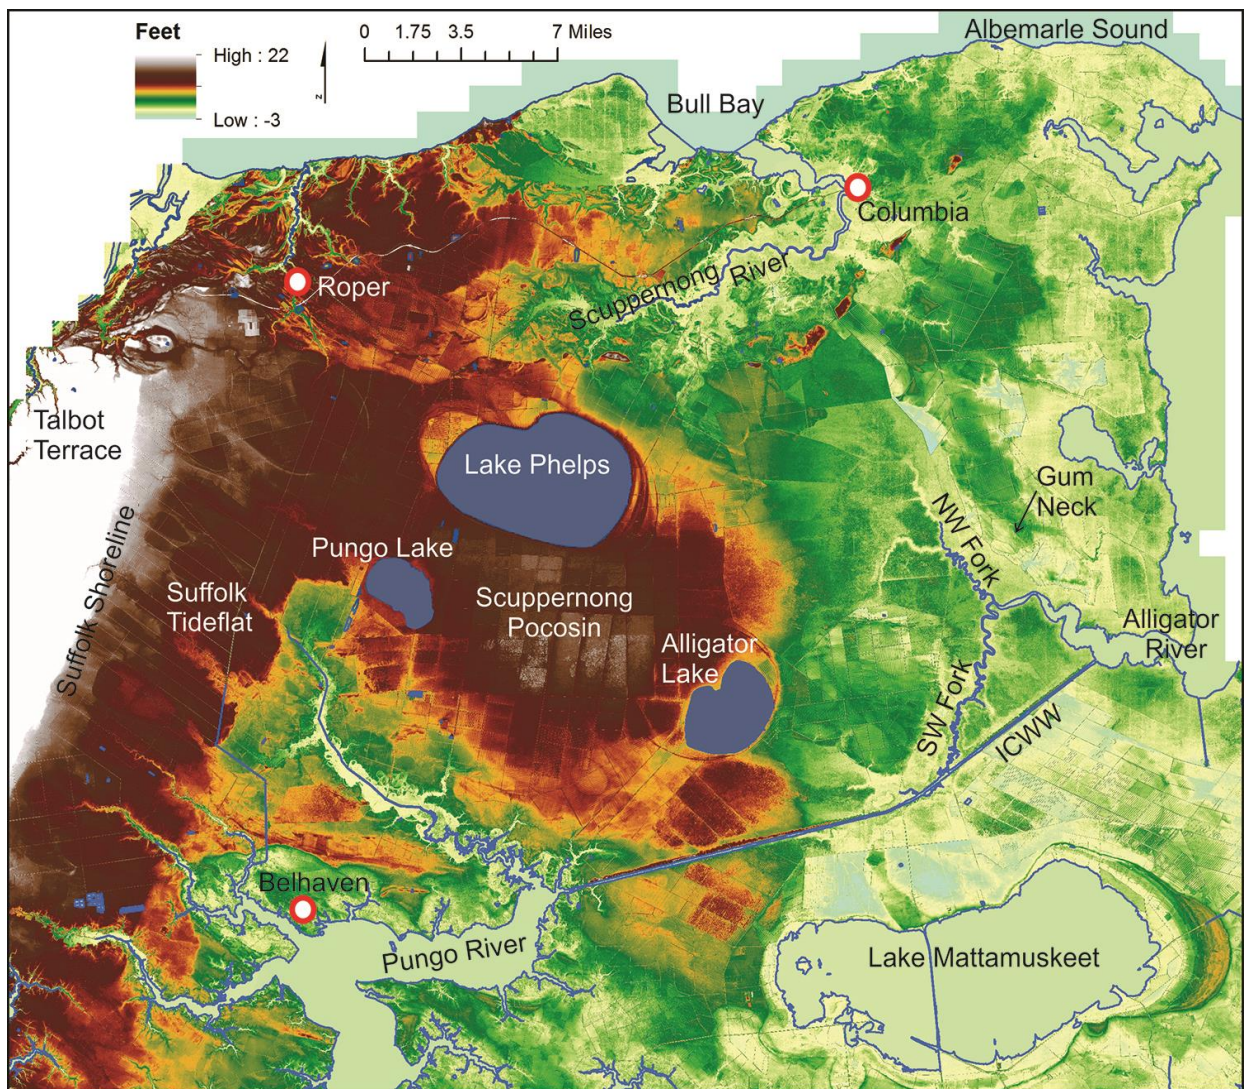 Feet
High : 22
Low : -3
0 1.75 3.5 7 Miles
N
Albemarle Sound
Bull Bay
Columbia
Roper
Scuppernong River
Talbot
Terrace
Lake Phelps
Gum
Neck
NW Fork
Pungo Lake
Suffolk Shoreline
Suffolk
Tideflat
Scuppernong
Pocosin
Alligator
Lake
Alligator
River
SW Fork
ICWW
Belhaven
Pungo River
Lake Mattamuskeet